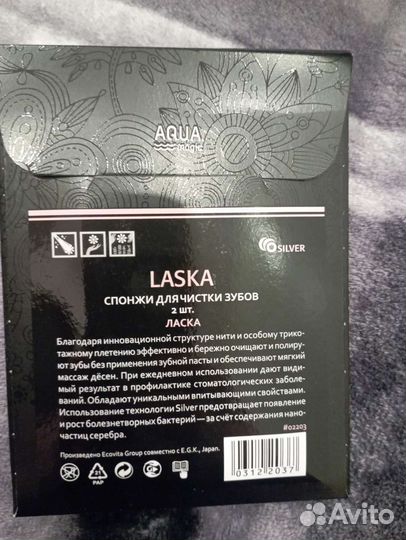 AQUA
magic
SILVER
LASKA
СПОНЖИ ДЛЯ ЧИСТКИ ЗУБОВ
2 шт.
ЛАСКА
Благодаря инновационной структуре нити и особому трико-
тажному плетению эффективно и бережно очищают и полиру-
ют зубы без применения зубной пасты и обеспечивают мягкий
массаж дёсен. При ежедневном использовании дают види-
мый результат в профилактике стоматологических заболе-
ваний. Обладают уникальными впитывающими свойствами.
Использование технологии Silver предотвращает появление
и рост болезнетворных бактерий — за счёт содержания нано-
частиц серебра.
#02203
Произведено Ecovita Group совместно с E.G.K., Japan.
21
PAP
03122037
Avito